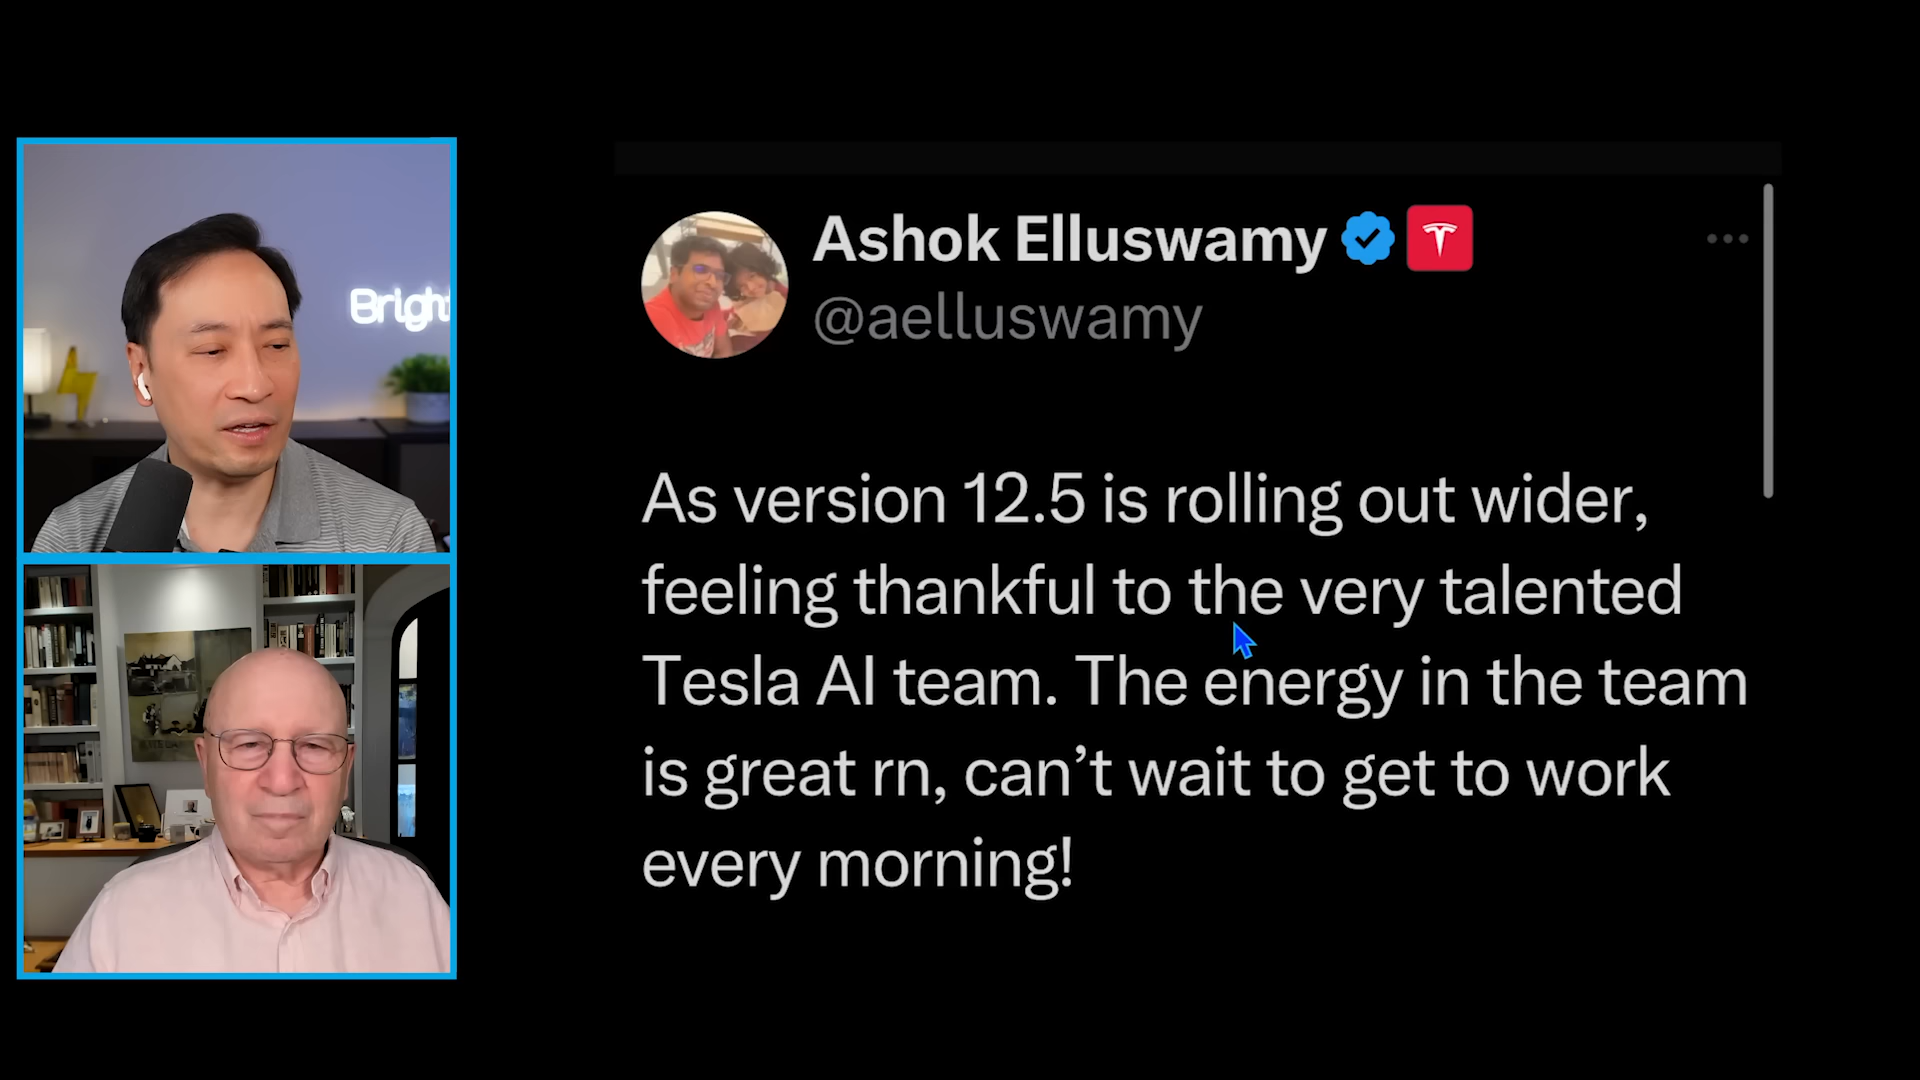 Bright
Ashok Elluswamy
@aelluswamy
As version 12.5 is rolling out wider,
feeling thankful to the very talented
Tesla AI team. The energy in the team
is great rn, can’t wait to get to work
every morning!